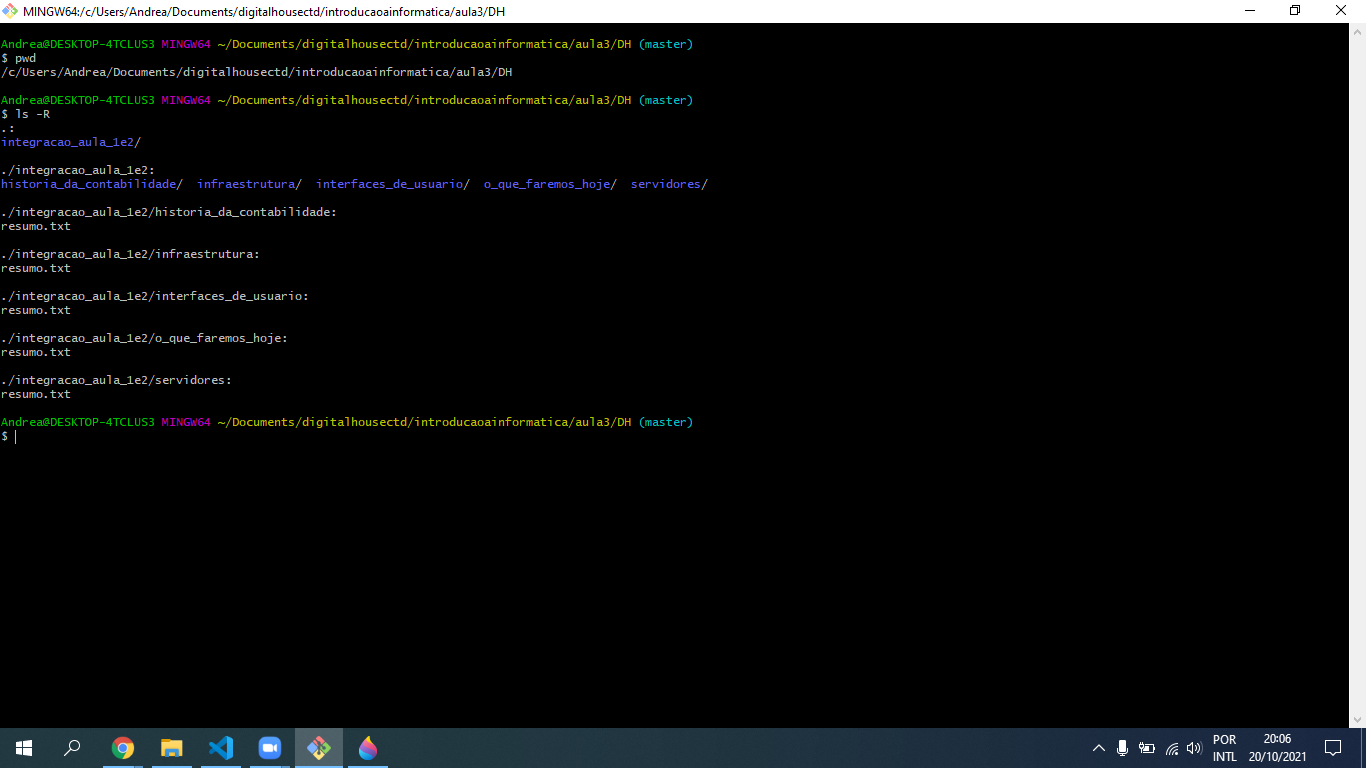 MINGW64:/c/Users/Andrea/Documents/digitalhousectd/introducaoainformatica/aula3/DH
Andrea@DESKTOP-4TCLUS3 MINGW64 ~/Documents/digitalhousectd/introducaoainformatica/aula3/DH (master)
$ pwd
/c/Users/Andrea/Documents/digitalhousectd/introducaoainformatica/aula3/DH
Andrea@DESKTOP-4TCLUS3 MINGW64 ~/Documents/digitalhousectd/introducaoainformatica/aula3/DH (master)
$ ls -R
.:
integracao_aula_1e2/
./integracao_aula_1e2:
historia_da_contabilidade/  infraestrutura/  interfaces_de_usuario/  o_que_faremos_hoje/  servidores/
./integracao_aula_1e2/historia_da_contabilidade:
resumo.txt
./integracao_aula_1e2/infraestrutura:
resumo.txt
./integracao_aula_1e2/interfaces_de_usuario:
resumo.txt
./integracao_aula_1e2/o_que_faremos_hoje:
resumo.txt
./integracao_aula_1e2/servidores:
resumo.txt
Andrea@DESKTOP-4TCLUS3 MINGW64 ~/Documents/digitalhousectd/introducaoainformatica/aula3/DH (master)
$
POR 20:06
INTL 20/10/2021